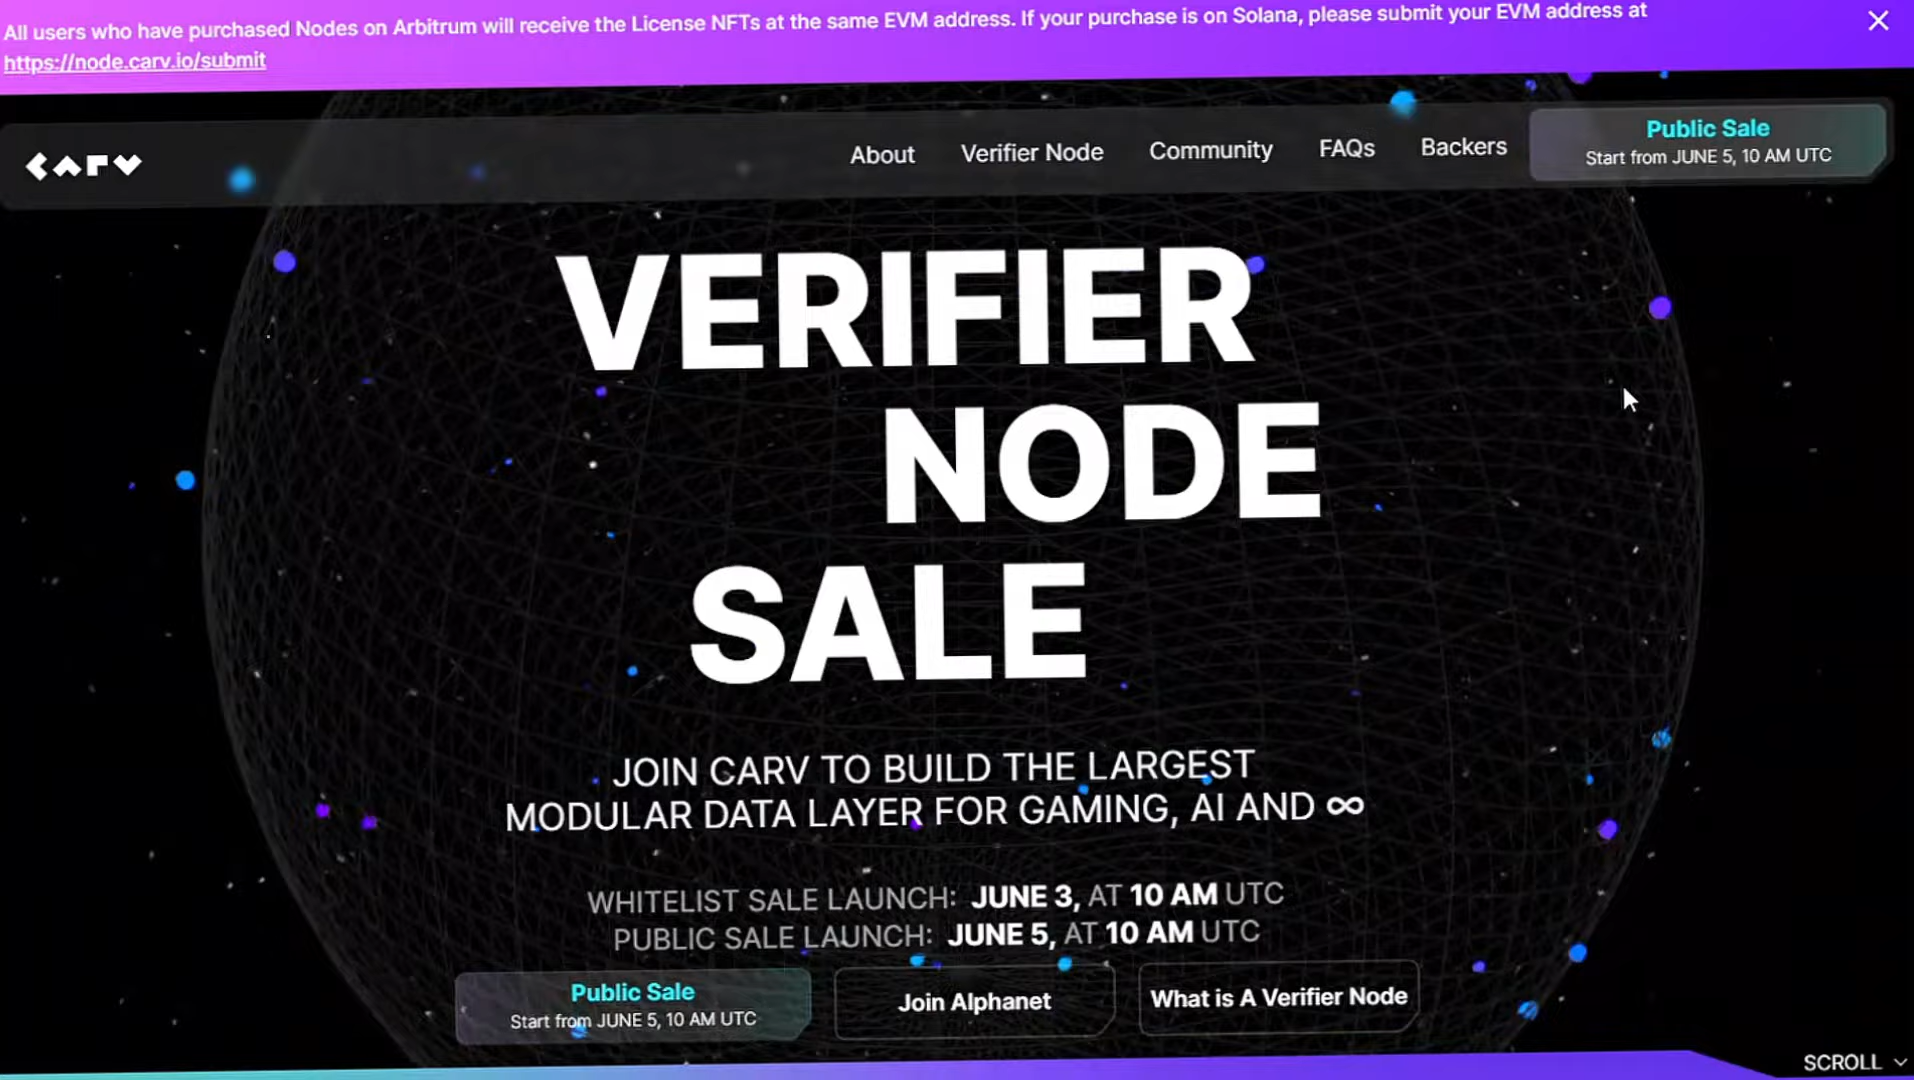 All users who have purchased Nodes on Arbitrum will receive the License NFTs at the same EVM address. If your purchase is on Solana, please submit your EVM address at
https://node.carv.io/submit
CARV
About
Verifier Node
Community
FAQs
Backers
Public Sale
Start from JUNE 5, 10 AM UTC
VERIFIER
NODE
SALE
JOIN CARV TO BUILD THE LARGEST
MODULAR DATA LAYER FOR GAMING, AI AND ∞
WHITELIST SALE LAUNCH: JUNE 3, AT 10 AM UTC
PUBLIC SALE LAUNCH: JUNE 5, AT 10 AM UTC
Public Sale
Start from JUNE 5, 10 AM UTC
Join Alphanet
What is A Verifier Node
SCROLL